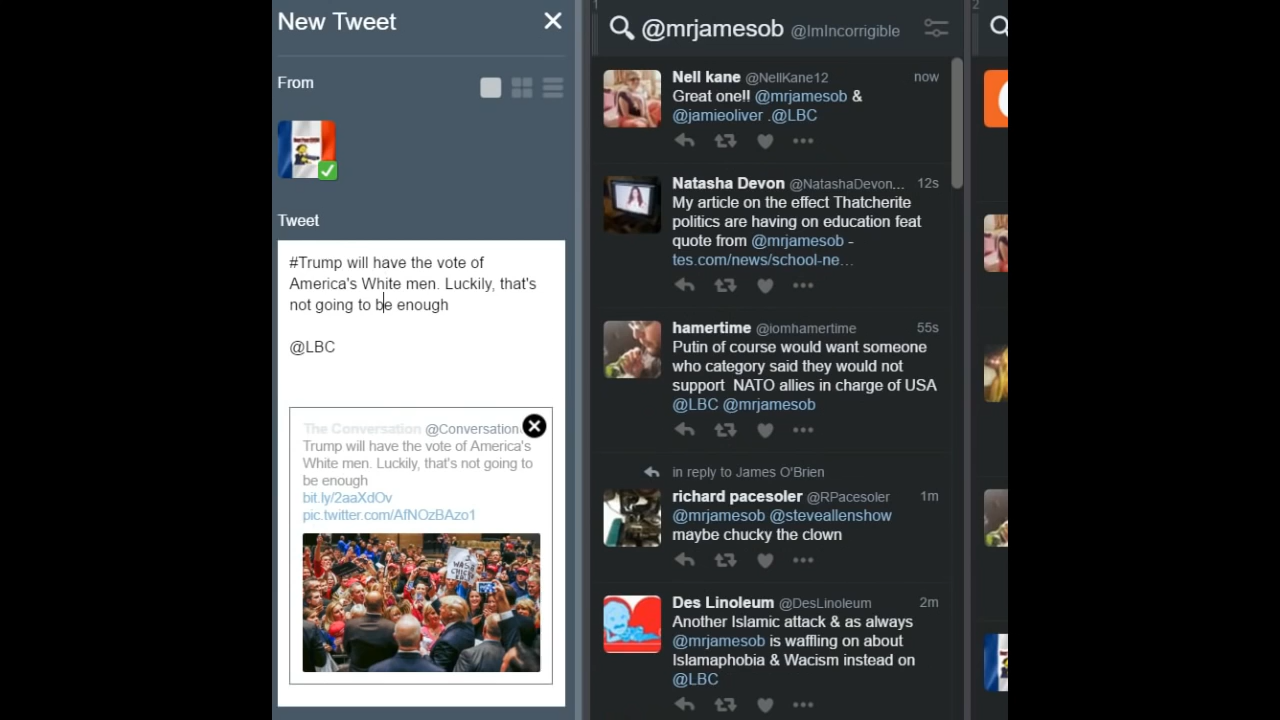 New Tweet
From
Tweet
#Trump will have the vote of
America's White men. Luckily, that's
not going to be enough
@LBC
The Conversation @Conversation
Trump will have the vote of America's
White men. Luckily, that's not going to
be enough
bit.ly/2aaXdOv
pic.twitter.com/AfNOzBAzo1
1
@mrjamesob @ImIncorrigible
Nell kane @NellKane12 now
Great one!! @mrjamesob &
@jamieoliver .@LBC
Natasha Devon @NatashaDevon... 12s
My article on the effect Thatcherite
politics are having on education feat
quote from @mrjamesob -
tes.com/news/school-ne…
hamertime @iomhamertime 55s
Putin of course would want someone
who category said they would not
support NATO allies in charge of USA
@LBC @mrjamesob
in reply to James O'Brien
richard pacesoler @RPacesoler 1m
@mrjamesob @steveallenshow
maybe chucky the clown
Des Linoleum @DesLinoleum 2m
Another Islamic attack & as always
@mrjamesob is waffling on about
Islamaphobia & Wacism instead on
@LBC
2